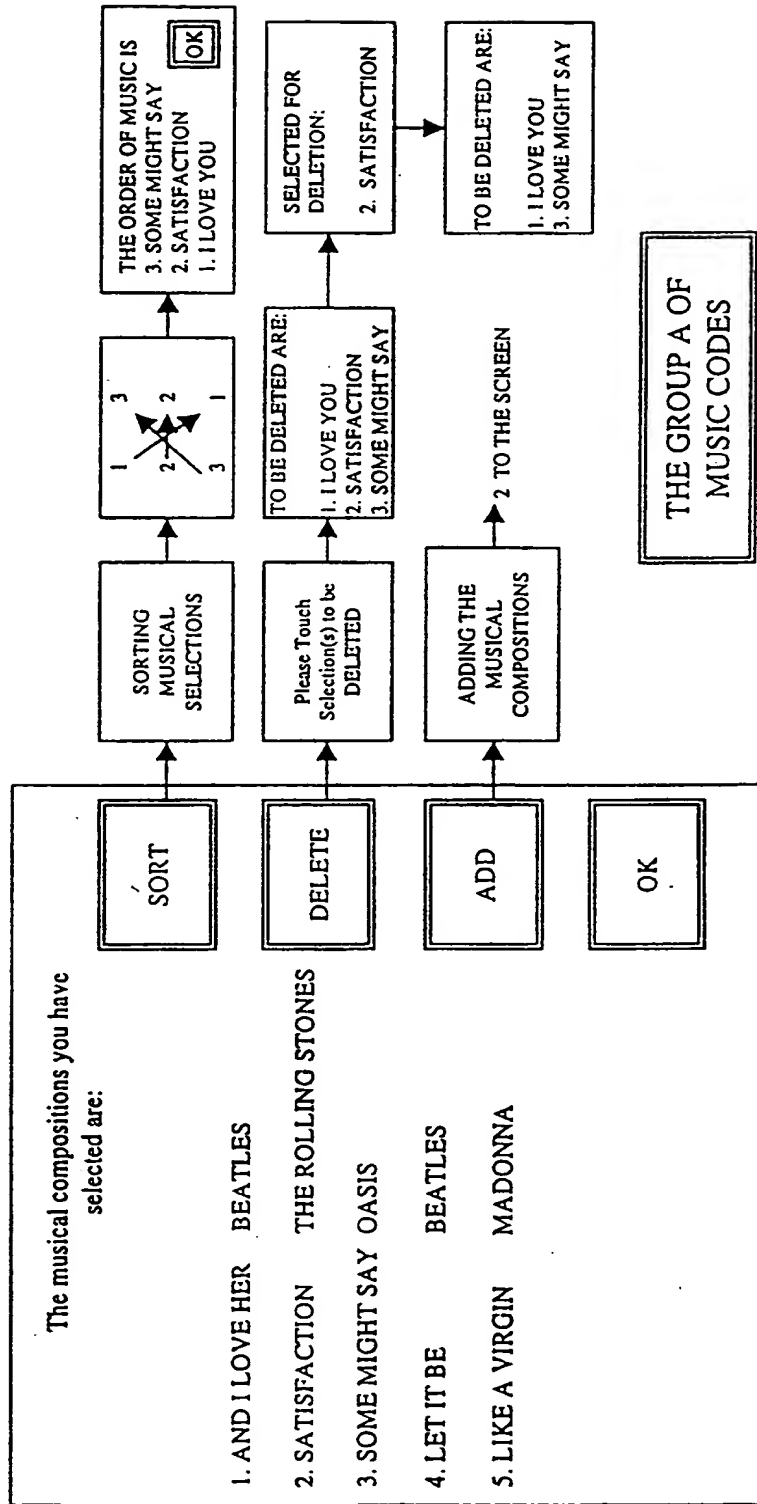 The musical compositions you have
selected are:
1. AND I LOVE HER BEATLES
2. SATISFACTION THE ROLLING STONES
3. SOME MIGHT SAY OASIS
4. LET IT BE BEATLES
5. LIKE A VIRGIN MADONNA
SORT
DELETE
ADD
OK
SORTING
MUSICAL
SELECTIONS
1 3
2 2
3 1
THE ORDER OF MUSIC IS
3. SOME MIGHT SAY
2. SATISFACTION
1. I LOVE YOU
OK
Please Touch
Selection(s) to be
DELETED
TO BE DELETED ARE:
1. I LOVE YOU
2. SATISFACTION
3. SOME MIGHT SAY
SELECTED FOR
DELETION:
2. SATISFACTION
TO BE DELETED ARE:
1. I LOVE YOU
3. SOME MIGHT SAY
ADDING THE
MUSICAL
COMPOSITIONS
2 TO THE SCREEN
THE GROUP A OF
MUSIC CODES